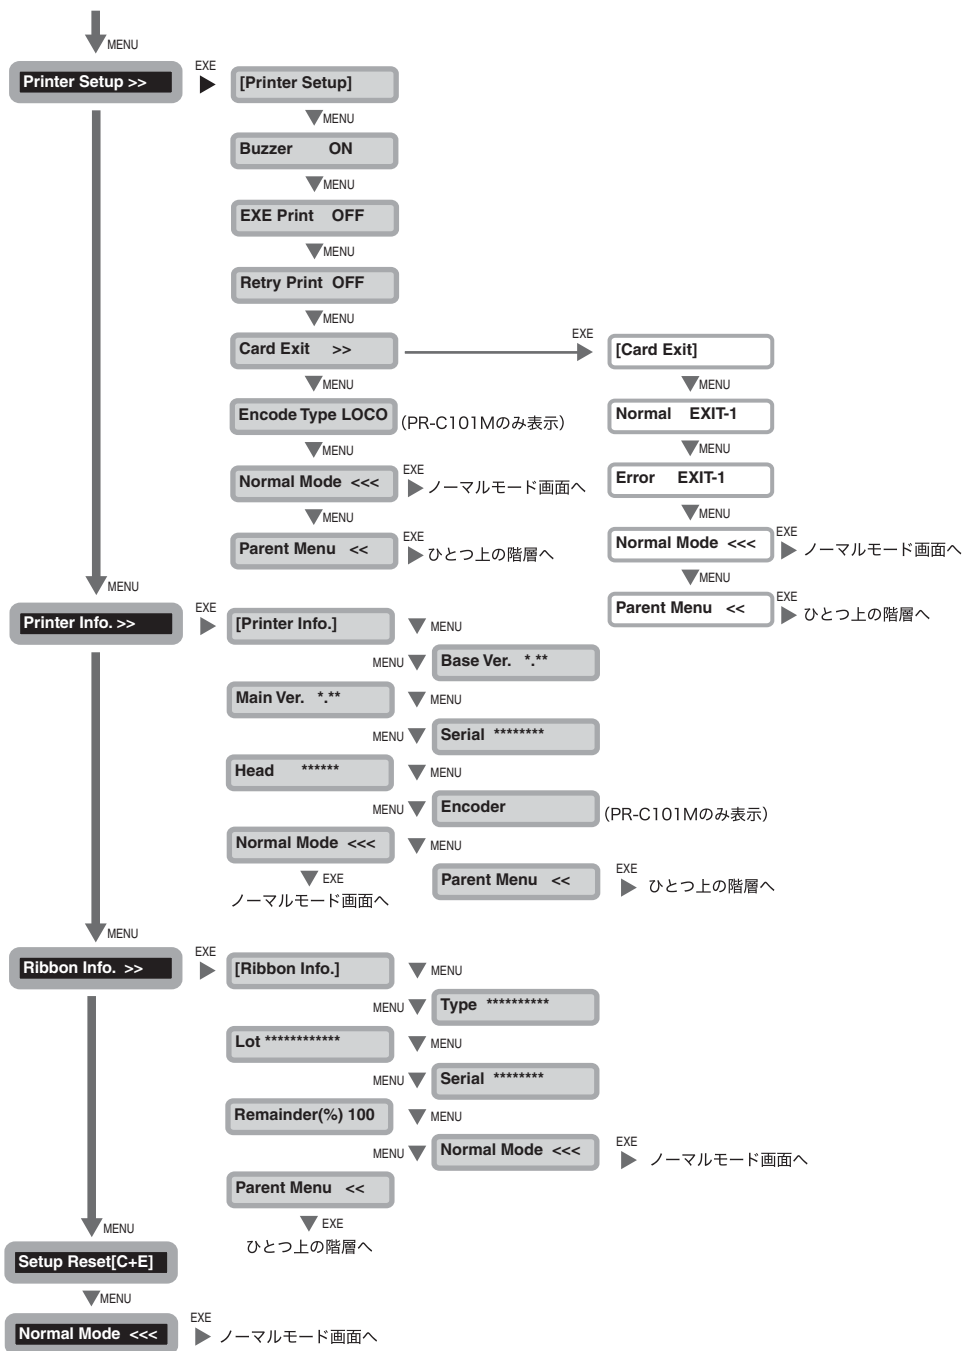 MENU
Printer Setup >>
EXE
[Printer Setup]
MENU
Buzzer ON
MENU
EXE Print OFF
MENU
Retry Print OFF
MENU
Card Exit >>
EXE
[Card Exit]
MENU
Normal EXIT-1
MENU
Error EXIT-1
MENU
Normal Mode <<<
EXE
ノーマルモード画面へ
MENU
Parent Menu <<
EXE
ひとつ上の階層へ
MENU
Encode Type LOCO
(PR-C101Mのみ表示)
MENU
Normal Mode <<<
EXE
ノーマルモード画面へ
MENU
Parent Menu <<
EXE
ひとつ上の階層へ
MENU
Printer Info. >>
EXE
[Printer Info.]
MENU
MENU
Base Ver. *.**
Main Ver. *.**
MENU
MENU
Serial ********
Head ******
MENU
MENU
Encoder
(PR-C101Mのみ表示)
Normal Mode <<<
MENU
EXE
ノーマルモード画面へ
Parent Menu <<
EXE
ひとつ上の階層へ
MENU
Ribbon Info. >>
EXE
[Ribbon Info.]
MENU
MENU
Type **********
Lot ************
MENU
MENU
Serial ********
Remainder(%) 100
MENU
MENU
Normal Mode <<<
EXE
ノーマルモード画面へ
Parent Menu <<
EXE
ひとつ上の階層へ
MENU
Setup Reset[C+E]
MENU
Normal Mode <<<
EXE
ノーマルモード画面へ